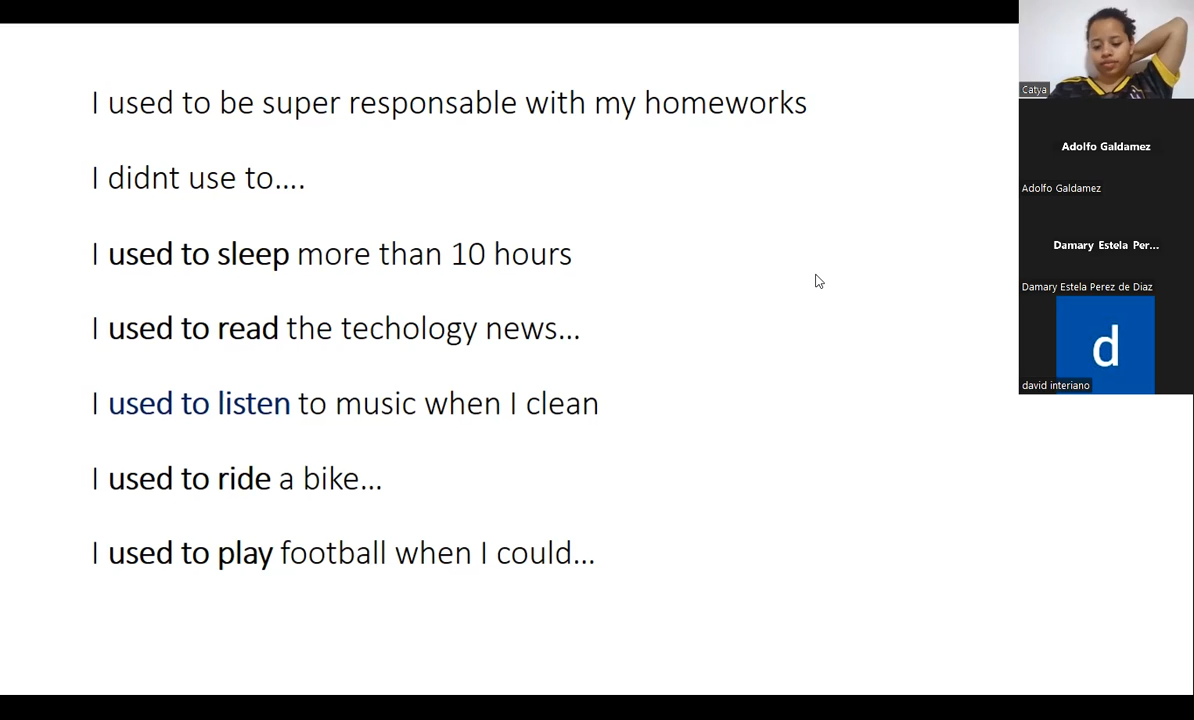 I used to be super responsable with my homeworks
I didnt use to....
I used to sleep more than 10 hours
I used to read the techology news...
I used to listen to music when I clean
I used to ride a bike...
I used to play football when I could...
Catya
Adolfo Galdamez
Adolfo Galdamez
Damary Estela Per...
Damary Estela Perez de Diaz
d
david interiano